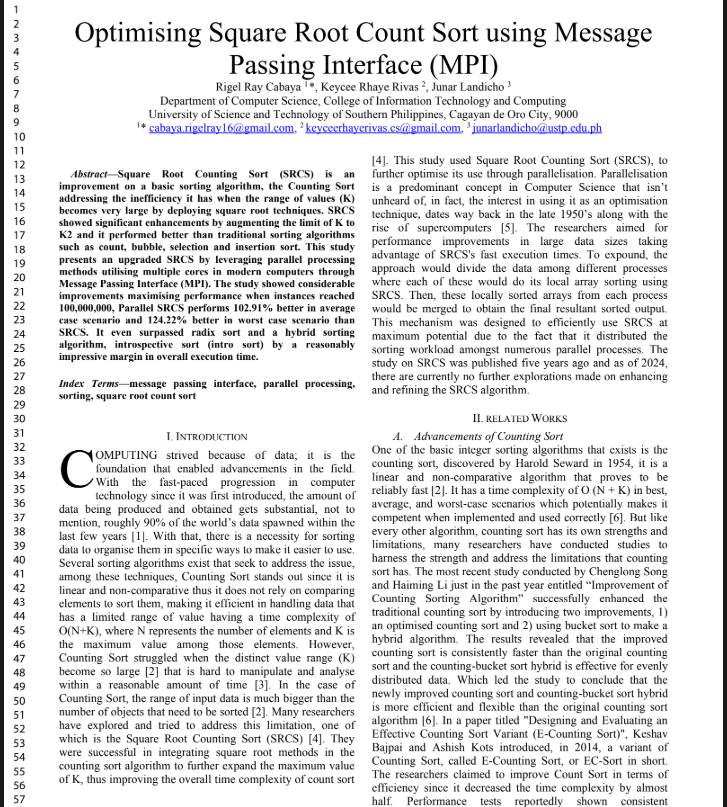 1
2
3
4
5
6
7
8
9
10
11
12
13
14
15
16
17
18
19
20
21
22
23
24
25
26
27
28
29
30
31
32
33
34
35
36
37
38
39
40
41
42
43
44
45
46
47
48
49
50
51
52
53
54
55
56
57
Optimising Square Root Count Sort using Message
Passing Interface (MPI)
Rigel Ray Cabaya 1*, Keycee Rhaye Rivas 2, Junar Landicho 3
Department of Computer Science, College of Information Technology and Computing
University of Science and Technology of Southern Philippines, Cagayan de Oro City, 9000
1* cabaya.rigelray16@gmail.com, 2 keyceerhayerivas.cs@gmail.com, 3 junarlandicho@ustp.edu.ph
Abstract—Square Root Counting Sort (SRCS) is an
improvement on a basic sorting algorithm, the Counting Sort
addressing the inefficiency it has when the range of values (K)
becomes very large by deploying square root techniques. SRCS
showed significant enhancements by augmenting the limit of K to
K2 and it performed better than traditional sorting algorithms
such as count, bubble, selection and insertion sort. This study
presents an upgraded SRCS by leveraging parallel processing
methods utilising multiple cores in modern computers through
Message Passing Interface (MPI). The study showed considerable
improvements maximising performance when instances reached
100,000,000, Parallel SRCS performs 102.91% better in average
case scenario and 124.22% better in worst case scenario than
SRCS. It even surpassed radix sort and a hybrid sorting
algorithm, introspective sort (intro sort) by a reasonably
impressive margin in overall execution time.
Index Terms—message passing interface, parallel processing,
sorting, square root count sort
I. INTRODUCTION
COMPUTING strived because of data; it is the
foundation that enabled advancements in the field.
With the fast-paced progression in computer
technology since it was first introduced, the amount of
data being produced and obtained gets substantial, not to
mention, roughly 90% of the world's data spawned within the
last few years [1]. With that, there is a necessity for sorting
data to organise them in specific ways to make it easier to use.
Several sorting algorithms exist that seek to address the issue,
among these techniques, Counting Sort stands out since it is
linear and non-comparative thus it does not rely on comparing
elements to sort them, making it efficient in handling data that
has a limited range of value having a time complexity of
O(N+K), where N represents the number of elements and K is
the maximum value among those elements. However,
Counting Sort struggled when the distinct value range (K)
become so large [2] that is hard to manipulate and analyse
within a reasonable amount of time [3]. In the case of
Counting Sort, the range of input data is much bigger than the
number of objects that need to be sorted [2]. Many researchers
have explored and tried to address this limitation, one of
which is the Square Root Counting Sort (SRCS) [4]. They
were successful in integrating square root methods in the
counting sort algorithm to further expand the maximum value
of K, thus improving the overall time complexity of count sort
[4]. This study used Square Root Counting Sort (SRCS), to
further optimise its use through parallelisation. Parallelisation
is a predominant concept in Computer Science that isn't
unheard of, in fact, the interest in using it as an optimisation
technique, dates way back in the late 1950's along with the
rise of supercomputers [5]. The researchers aimed for
performance improvements in large data sizes taking
advantage of SRCS's fast execution times. To expound, the
approach would divide the data among different processes
where each of these would do its local array sorting using
SRCS. Then, these locally sorted arrays from each process
would be merged to obtain the final resultant sorted output.
This mechanism was designed to efficiently use SRCS at
maximum potential due to the fact that it distributed the
sorting workload amongst numerous parallel processes. The
study on SRCS was published five years ago and as of 2024,
there are currently no further explorations made on enhancing
and refining the SRCS algorithm.
II. RELATED WORKS
A. Advancements of Counting Sort
One of the basic integer sorting algorithms that exists is the
counting sort, discovered by Harold Seward in 1954, it is a
linear and non-comparative algorithm that proves to be
reliably fast [2]. It has a time complexity of O (N + K) in best,
average, and worst-case scenarios which potentially makes it
competent when implemented and used correctly [6]. But like
every other algorithm, counting sort has its own strengths and
limitations, many researchers have conducted studies to
harness the strength and address the limitations that counting
sort has. The most recent study conducted by Chenglong Song
and Haiming Li just in the past year entitled “Improvement of
Counting Sorting Algorithm” successfully enhanced the
traditional counting sort by introducing two improvements, 1)
an optimised counting sort and 2) using bucket sort to make a
hybrid algorithm. The results revealed that the improved
counting sort is consistently faster than the original counting
sort and the counting-bucket sort hybrid is effective for evenly
distributed data. Which led the study to conclude that the
newly improved counting sort and counting-bucket sort hybrid
is more efficient and flexible than the original counting sort
algorithm [6]. In a paper titled "Designing and Evaluating an
Effective Counting Sort Variant (E-Counting Sort)", Keshav
Bajpai and Ashish Kots introduced, in 2014, a variant of
Counting Sort, called E-Counting Sort, or EC-Sort in short.
The researchers claimed to improve Count Sort in terms of
efficiency since it decreased the time complexity by almost
half. Performance tests reportedly shown consistent